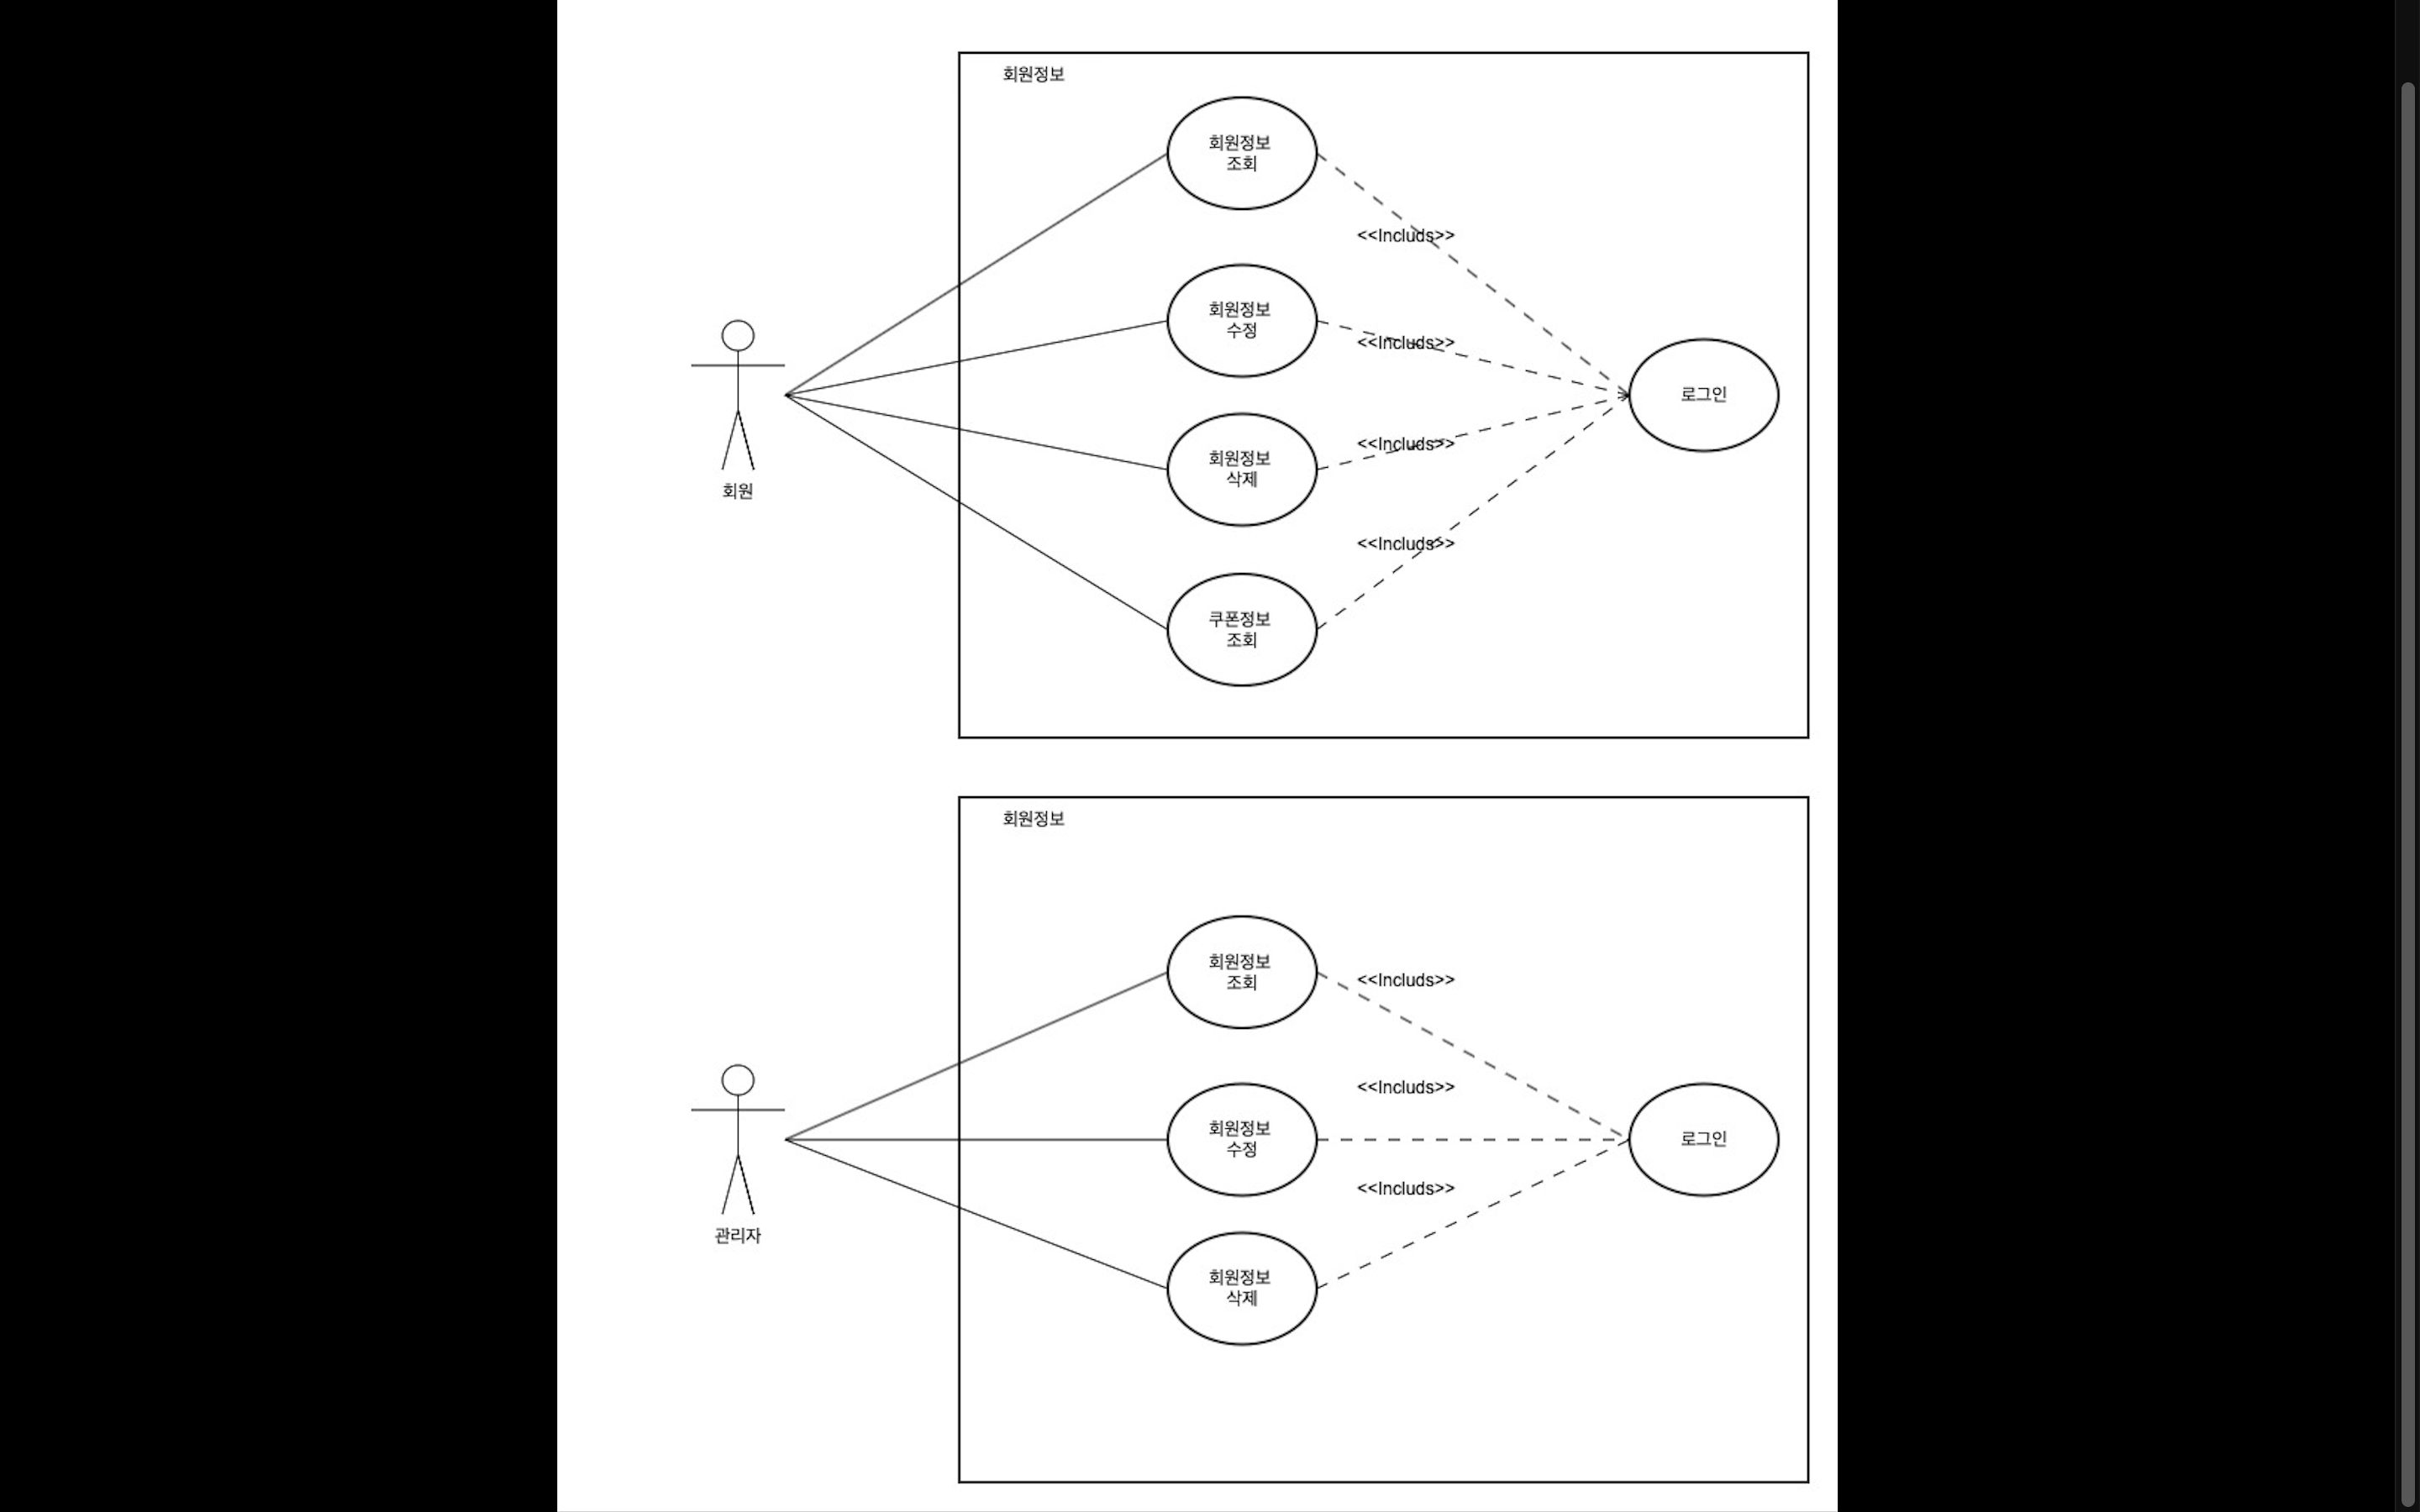 회원정보
회원정보
조회
<<Includs>>
회원정보
수정
<<Includs>>
로그인
회원정보
삭제
<<Includs>>
회원
쿠폰정보
조회
<<Includs>>
회원정보
회원정보
조회
<<Includs>>
회원정보
수정
<<Includs>>
로그인
<<Includs>>
관리자
회원정보
삭제